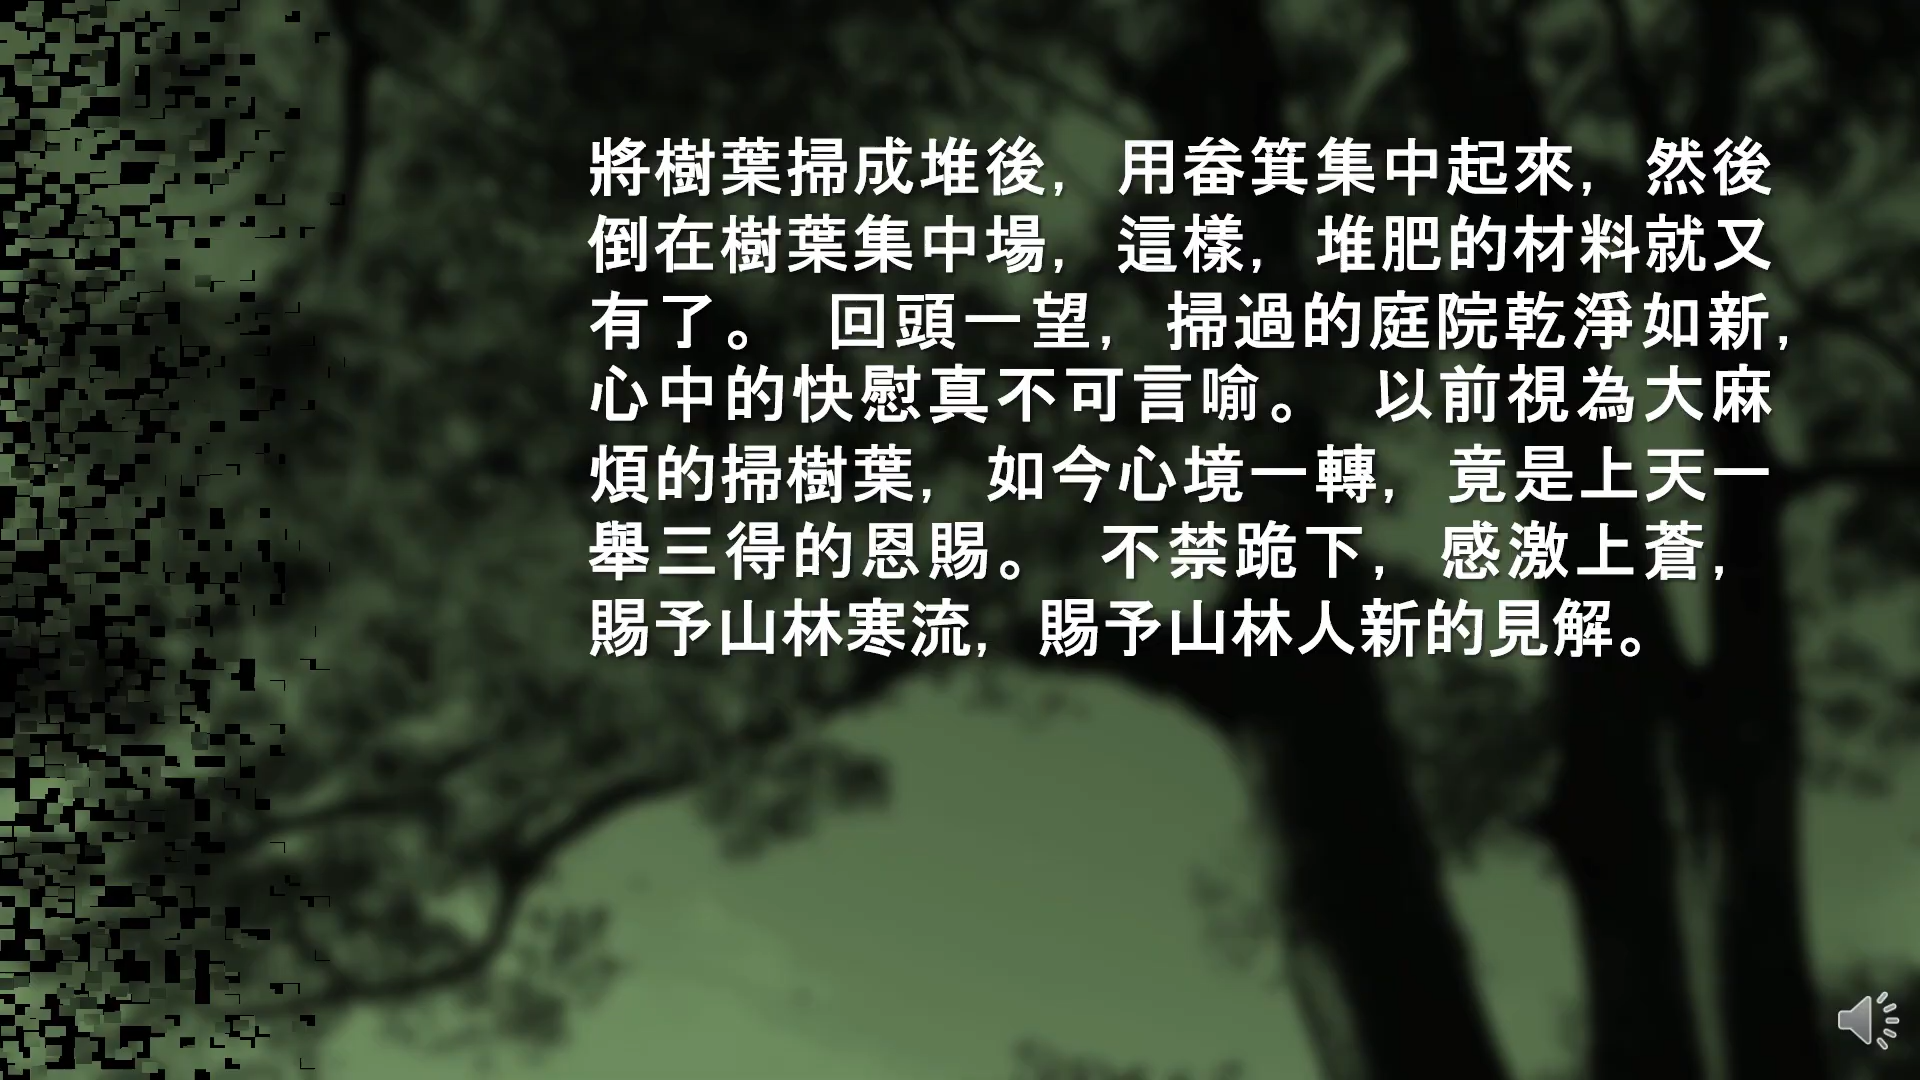 將樹葉掃成堆後, 用畚箕集中起來, 然後
倒在樹葉集中場, 這樣, 堆肥的材料就又
有了。 回頭一望, 掃過的庭院乾淨如新,
心中的快慰真不可言喻。 以前視為大麻
煩的掃樹葉, 如今心境一轉, 竟是上天一
舉三得的恩賜。 不禁跪下, 感激上蒼,
賜予山林寒流, 賜予山林人新的見解。